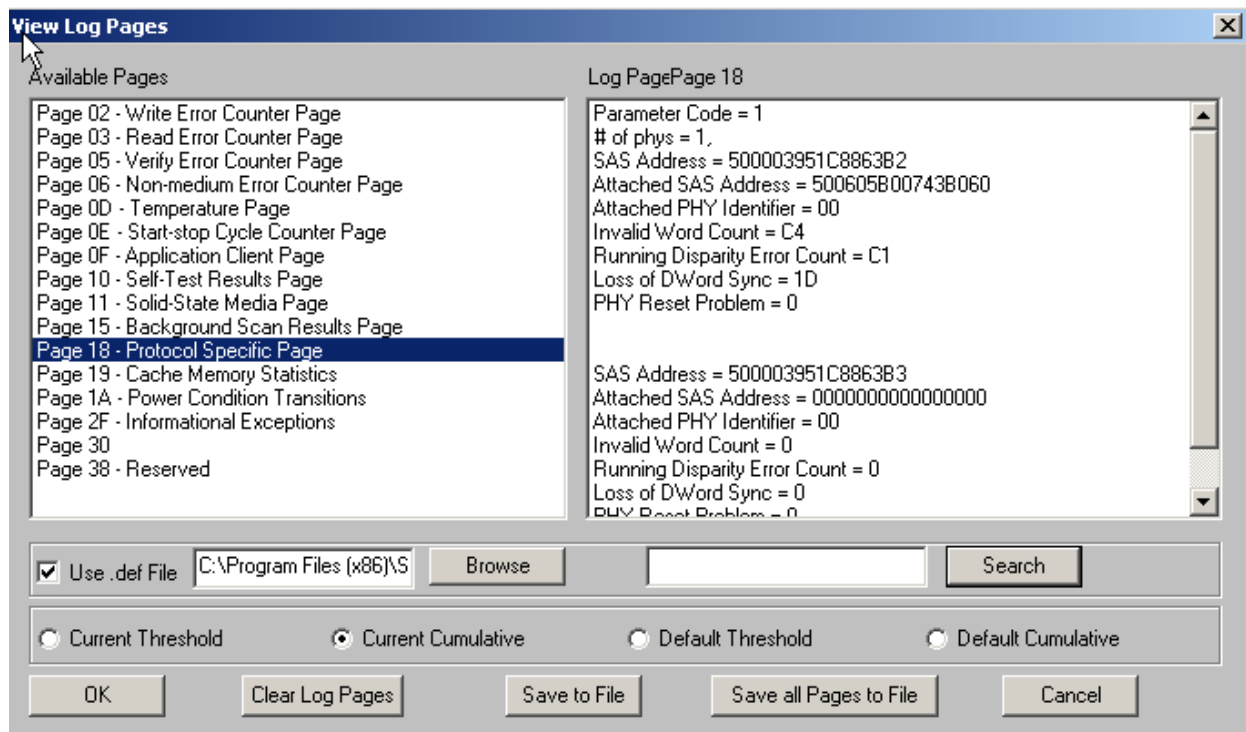 View Log Pages
Available Pages
Page 02 - Write Error Counter Page
Page 03 - Read Error Counter Page
Page 05 - Verify Error Counter Page
Page 06 - Non-medium Error Counter Page
Page 0D - Temperature Page
Page 0E - Start-stop Cycle Counter Page
Page 0F - Application Client Page
Page 10 - Self-Test Results Page
Page 11 - Solid-State Media Page
Page 15 - Background Scan Results Page
Page 18 - Protocol Specific Page
Page 19 - Cache Memory Statistics
Page 1A - Power Condition Transitions
Page 2F - Informational Exceptions
Page 30
Page 38 - Reserved
Log PagePage 18
Parameter Code = 1
# of phys = 1,
SAS Address = 500003951C8863B2
Attached SAS Address = 500605B00743B060
Attached PHY Identifier = 00
Invalid Word Count = C4
Running Disparity Error Count = C1
Loss of DWord Sync = 1D
PHY Reset Problem = 0
SAS Address = 500003951C8863B3
Attached SAS Address = 0000000000000000
Attached PHY Identifier = 00
Invalid Word Count = 0
Running Disparity Error Count = 0
Loss of DWord Sync = 0
PHY Reset Problem = 0
Use .def File
C:\Program Files (x86)\S
Browse
Search
Current Threshold
Current Cumulative
Default Threshold
Default Cumulative
OK
Clear Log Pages
Save to File
Save all Pages to File
Cancel